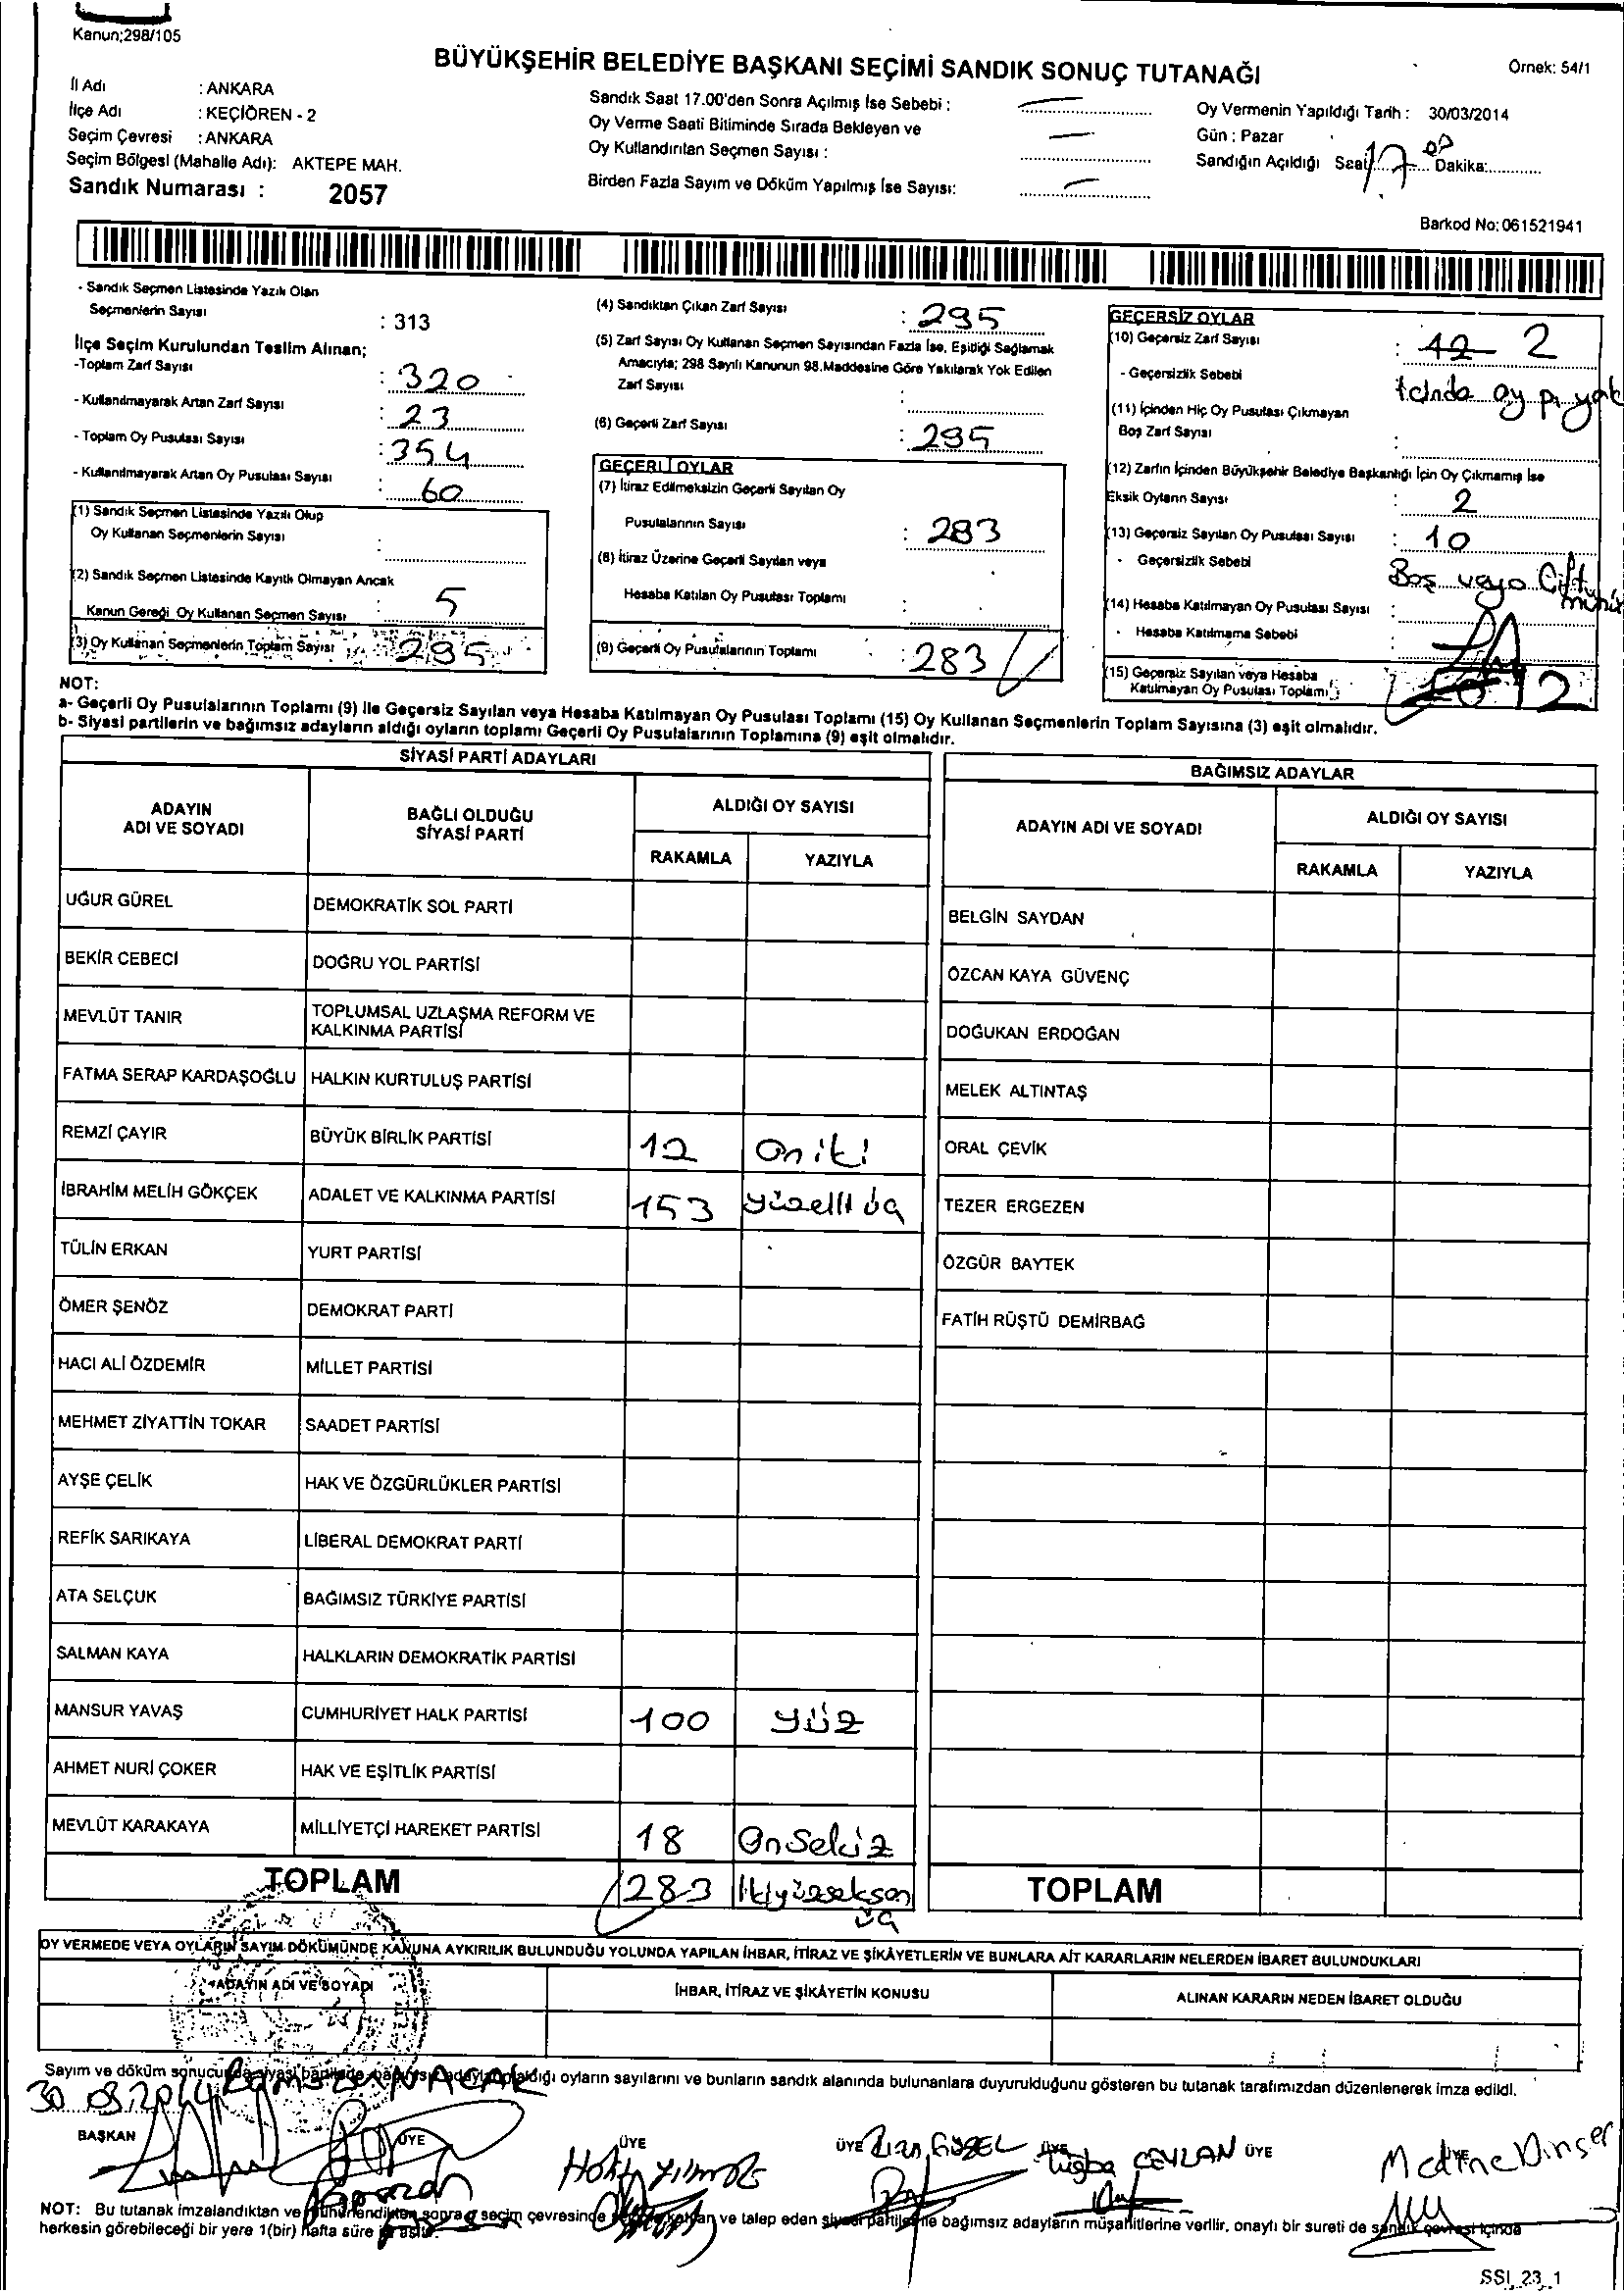 Kanun;298/105
BÜYÜKŞEHİR BELEDİYE BAŞKANI SEÇİMİ SANDIK SONUÇ TUTANAĞI
Örnek: 54/1
İl Adı : ANKARA
İlçe Adı : KEÇİÖREN - 2
Seçim Çevresi : ANKARA
Seçim Bölgesi (Mahalle Adı): AKTEPE MAH.
Sandık Numarası : 2057
Sandık Saat 17.00'den Sonra Açılmış İse Sebebi :
Oy Verme Saati Bitiminde Sırada Bekleyen ve
Oy Kullandırılan Seçmen Sayısı :
Birden Fazla Sayım ve Döküm Yapılmış İse Sayısı:
Oy Vermenin Yapıldığı Tarih : 30/03/2014
Gün : Pazar
Sandığın Açıldığı Saat 17 00 Dakika:
Barkod No: 061521941
- Sandık Seçmen Listesinde Yazılı Olan
Seçmenlerin Sayısı : 313
İlçe Seçim Kurulundan Teslim Alınan;
-Toplam Zarf Sayısı : 320
- Kullanılmayarak Artan Zarf Sayısı : 23
- Toplam Oy Pusulası Sayısı : 354
- Kullanılmayarak Artan Oy Pusulası Sayısı : 60
(1) Sandık Seçmen Listesinde Yazılı Olup
Oy Kullanan Seçmenlerin Sayısı :
(2) Sandık Seçmen Listesinde Kayıtlı Olmayan Ancak
Kanun Gereği Oy Kullanan Seçmen Sayısı : 5
(3) Oy Kullanan Seçmenlerin Toplam Sayısı 295
(4) Sandıktan Çıkan Zarf Sayısı : 295
(5) Zarf Sayısı Oy Kullanan Seçmen Sayısından Fazla İse, Eşitliği Sağlamak
Amacıyla; 298 Sayılı Kanunun 98.Maddesine Göre Yakılarak Yok Edilen
Zarf Sayısı :
(6) Geçerli Zarf Sayısı : 295
GEÇERLİ OYLAR
(7) İtiraz Edilmeksizin Geçerli Sayılan Oy
Pusulalarının Sayısı : 283
(8) İtiraz Üzerine Geçerli Sayılan veya
Hesaba Katılan Oy Pusulası Toplamı :
(9) Geçerli Oy Pusulalarının Toplamı : 283
GEÇERSİZ OYLAR
(10) Geçersiz Zarf Sayısı : 12 2
- Geçersizlik Sebebi içinde oy p. yok
(11) İçinden Hiç Oy Pusulası Çıkmayan
Boş Zarf Sayısı :
(12) Zarfın İçinden Büyükşehir Belediye Başkanlığı İçin Oy Çıkmamış İse
Eksik Oyların Sayısı : 2
(13) Geçersiz Sayılan Oy Pusulası Sayısı : 10
- Geçersizlik Sebebi Boş veya Çift
(14) Hesaba Katılmayan Oy Pusulası Sayısı :
- Hesaba Katılmama Sebebi :
(15) Geçersiz Sayılan veya Hesaba
Katılmayan Oy Pusulası Toplamı : 12
NOT:
a- Geçerli Oy Pusulalarının Toplamı (9) ile Geçersiz Sayılan veya Hesaba Katılmayan Oy Pusulası Toplamı (15) Oy Kullanan Seçmenlerin Toplam Sayısına (3) eşit olmalıdır.
b- Siyasi partilerin ve bağımsız adayların aldığı oyların toplamı Geçerli Oy Pusulalarının Toplamına (9) eşit olmalıdır.
SİYASİ PARTİ ADAYLARI
ADAYIN ADI VE SOYADI
BAĞLI OLDUĞU SİYASİ PARTİ
ALDIĞI OY SAYISI
RAKAMLA YAZIYLA
UĞUR GÜREL DEMOKRATİK SOL PARTİ
BEKİR CEBECİ DOĞRU YOL PARTİSİ
MEVLÜT TANIR TOPLUMSAL UZLAŞMA REFORM VE
KALKINMA PARTİSİ
FATMA SERAP KARDAŞOĞLU HALKIN KURTULUŞ PARTİSİ
REMZİ ÇAYIR BÜYÜK BİRLİK PARTİSİ 12 Oniki
İBRAHİM MELİH GÖKÇEK ADALET VE KALKINMA PARTİSİ 153 yüzelli üç
TÜLİN ERKAN YURT PARTİSİ
ÖMER ŞENÖZ DEMOKRAT PARTİ
HACI ALİ ÖZDEMİR MİLLET PARTİSİ
MEHMET ZİYATTİN TOKAR SAADET PARTİSİ
AYŞE ÇELİK HAK VE ÖZGÜRLÜKLER PARTİSİ
REFİK SARIKAYA LİBERAL DEMOKRAT PARTİ
ATA SELÇUK BAĞIMSIZ TÜRKİYE PARTİSİ
SALMAN KAYA HALKLARIN DEMOKRATİK PARTİSİ
MANSUR YAVAŞ CUMHURİYET HALK PARTİSİ 100 yüz
AHMET NURİ ÇOKER HAK VE EŞİTLİK PARTİSİ
MEVLÜT KARAKAYA MİLLİYETÇİ HAREKET PARTİSİ 18 Onsekiz
TOPLAM 283 İkiyüzseksen
üç
BAĞIMSIZ ADAYLAR
ADAYIN ADI VE SOYADI
ALDIĞI OY SAYISI
RAKAMLA YAZIYLA
BELGİN SAYDAN
ÖZCAN KAYA GÜVENÇ
DOĞUKAN ERDOĞAN
MELEK ALTINTAŞ
ORAL ÇEVİK
TEZER ERGEZEN
ÖZGÜR BAYTEK
FATİH RÜŞTÜ DEMİRBAĞ
TOPLAM
OY VERMEDE VEYA OYLARIN SAYIM DÖKÜMÜNDE KANUNA AYKIRILIK BULUNDUĞU YOLUNDA YAPILAN İHBAR, İTİRAZ VE ŞİKÂYETLERİN VE BUNLARA AİT KARARLARIN NELERDEN İBARET BULUNDUKLARI
ADAYIN ADI VE SOYADI
İHBAR, İTİRAZ VE ŞİKÂYETİN KONUSU
ALINAN KARARIN NEDEN İBARET OLDUĞU
Sayım ve döküm sonucunda siyasi oyların sayılarını ve bunların sandık alanında bulunanlara duyurulduğunu gösteren bu tutanak tarafımızdan düzenlenerek imza edildi.
30.03.2014
BAŞKAN ÜYE ÜYE ÜYE ÜYE ÜYE
GÜSEL Tuğba CEYLAN Medine Dinçer
NOT: Bu tutanak imzalandıktan ve sonra seçim çevresinde ve talep eden bağımsız adayların müşahitlerine verilir, onaylı bir sureti de sandık çevresi içinde
herkesin görebileceği bir yere 1(bir) hafta süre
SSI_23_1